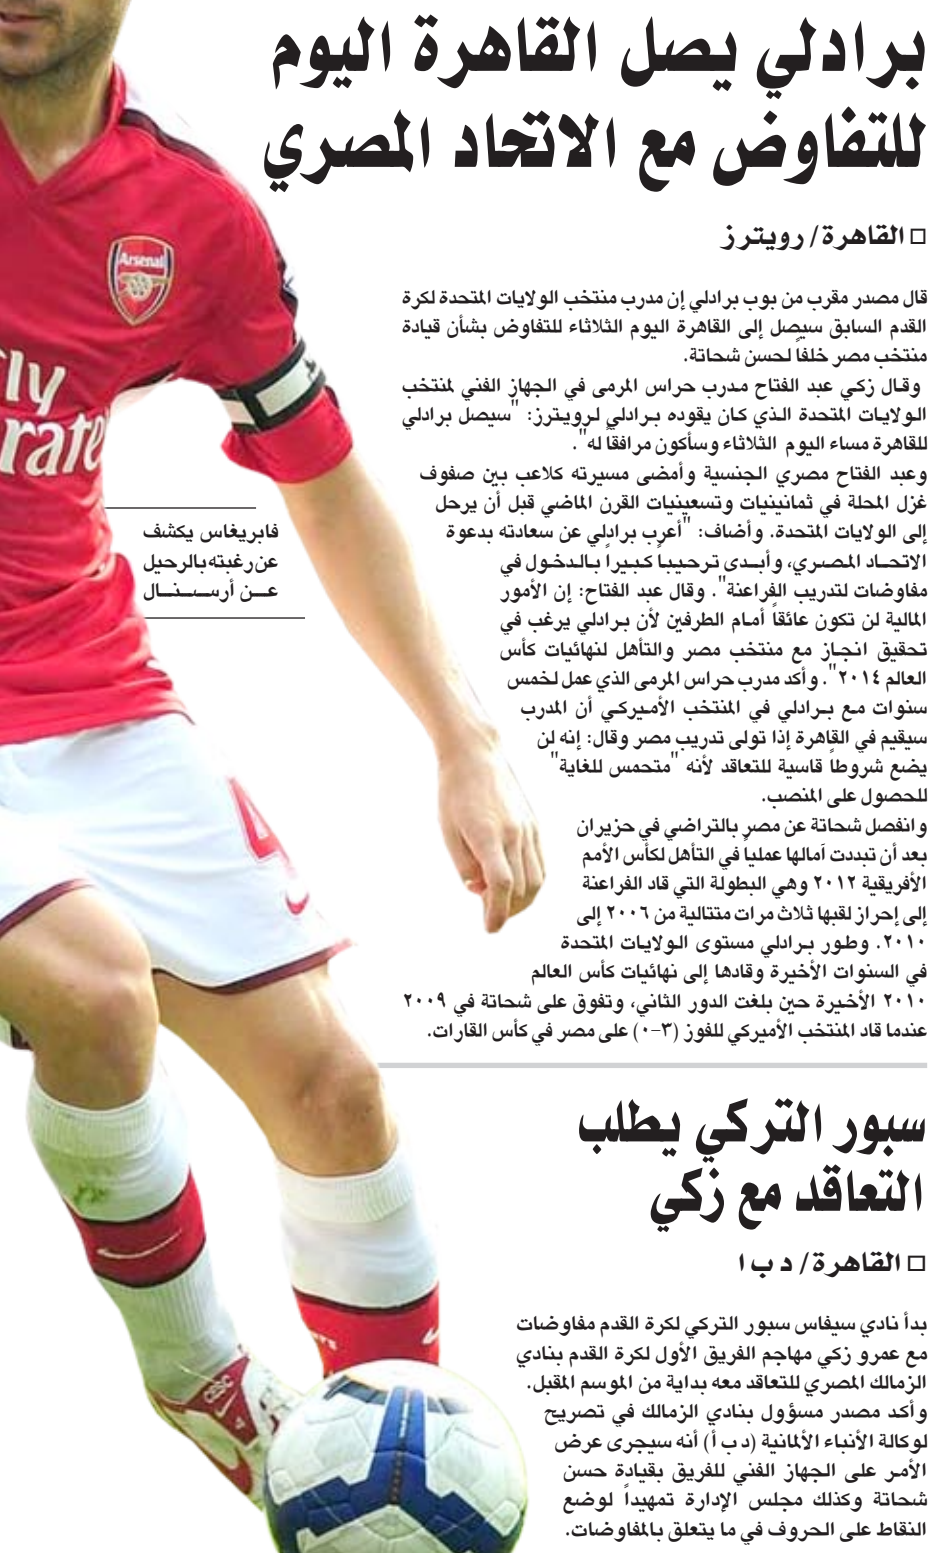 برادلي يصل القاهرة اليوم
للتفاوض مع الاتحاد المصري
□ القاهرة/ رويترز
قال مصدر مقرب من بوب برادلي إن مدرب منتخب الولايات المتحدة لكرة
القدم السابق سيصل إلى القاهرة اليوم الثلاثاء للتفاوض بشأن قيادة
منتخب مصر خلفاً لحسن شحاتة.
وقال زكي عبد الفتاح مدرب حراس المرمى في الجهاز الفني لمنتخب
الولايات المتحدة الذي كان يقوده برادلي لرويترز: "سيصل برادلي
للقاهرة مساء اليوم الثلاثاء وسأكون مرافقاً له".
وعبد الفتاح مصري الجنسية وأمضى مسيرته كلاعب بين صفوف
غزل المحلة في ثمانينيات وتسعينيات القرن الماضي قبل أن يرحل
إلى الولايات المتحدة. وأضاف: "أعرب برادلي عن سعادته بدعوة
الاتحاد المصري، وأبدى ترحيباً كبيراً بالدخول في
مفاوضات لتدريب الفراعنة". وقال عبد الفتاح: إن الأمور
المالية لن تكون عائقاً أمام الطرفين لأن برادلي يرغب في
تحقيق انجاز مع منتخب مصر والتأهل لنهائيات كأس
العالم ٢٠١٤". وأكد مدرب حراس المرمى الذي عمل لخمس
سنوات مع برادلي في المنتخب الأميركي أن المدرب
سيقيم في القاهرة إذا تولى تدريب مصر وقال: إنه لن
يضع شروطاً قاسية للتعاقد لأنه "متحمس للغاية"
للحصول على المنصب.
وانفصل شحاتة عن مصر بالتراضي في حزيران
بعد أن تبددت آمالها عملياً في التأهل لكأس الأمم
الأفريقية ٢٠١٢ وهي البطولة التي قاد الفراعنة
إلى إحراز لقبها ثلاث مرات متتالية من ٢٠٠٦ إلى
٢٠١٠. وطور برادلي مستوى الولايات المتحدة
في السنوات الأخيرة وقادها إلى نهائيات كأس العالم
٢٠١٠ الأخيرة حين بلغت الدور الثاني، وتفوق على شحاتة في ٢٠٠٩
عندما قاد المنتخب الأميركي للفوز (٣-٠) على مصر في كأس القارات.
فابريغاس يكشف
عن رغبته بالرحيل
عــن أرســنــال
Arsenal
ly
rate
4
سبور التركي يطلب
التعاقد مع زكي
□ القاهرة/ د ب ا
بدأ نادي سيفاس سبور التركي لكرة القدم مفاوضات
مع عمرو زكي مهاجم الفريق الأول لكرة القدم بنادي
الزمالك المصري للتعاقد معه بداية من الموسم المقبل.
وأكد مصدر مسؤول بنادي الزمالك في تصريح
لوكالة الأنباء الألمانية (د ب أ) أنه سيجرى عرض
الأمر على الجهاز الفني للفريق بقيادة حسن
شحاتة وكذلك مجلس الإدارة تمهيداً لوضع
النقاط على الحروف في ما يتعلق بالمفاوضات.